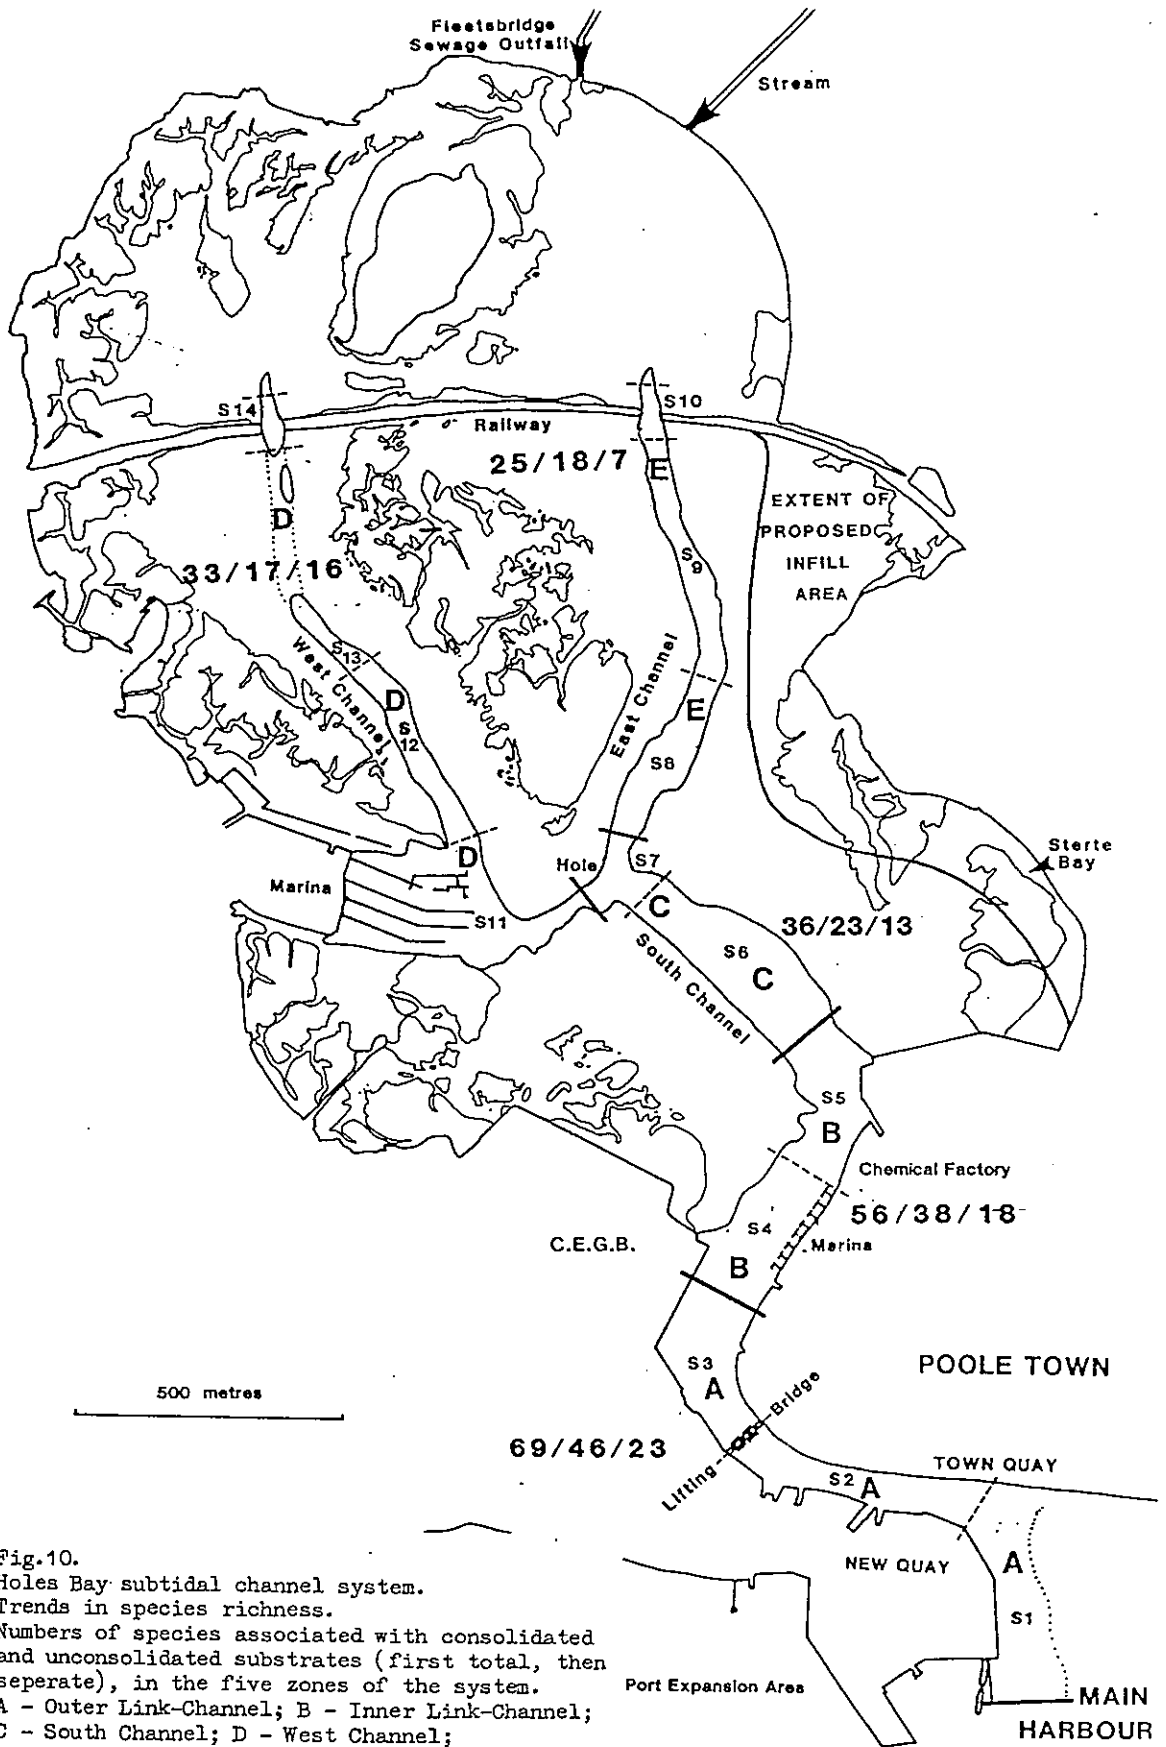 Fleetsbridge
Sewage Outfall
Stream
S14
S10
Railway
25/18/7
E
EXTENT OF
PROPOSED
INFILL
AREA
D
S9
33/17/16
S13
West Channel
D
S12
East Channel
E
S8
Sterte
Bay
D
Hole
S7
Marina
S11
C
36/23/13
S6
C
South Channel
S5
B
Chemical Factory
56/38/18
S4
Marina
C.E.G.B.
B
S3
A
POOLE TOWN
500 metres
Lifting Bridge
69/46/23
TOWN QUAY
S2
A
NEW QUAY
A
S1
Port Expansion Area
MAIN
HARBOUR
Fig.10.
Holes Bay subtidal channel system.
Trends in species richness.
Numbers of species associated with consolidated
and unconsolidated substrates (first total, then
seperate), in the five zones of the system.
A - Outer Link-Channel; B - Inner Link-Channel;
C - South Channel; D - West Channel;